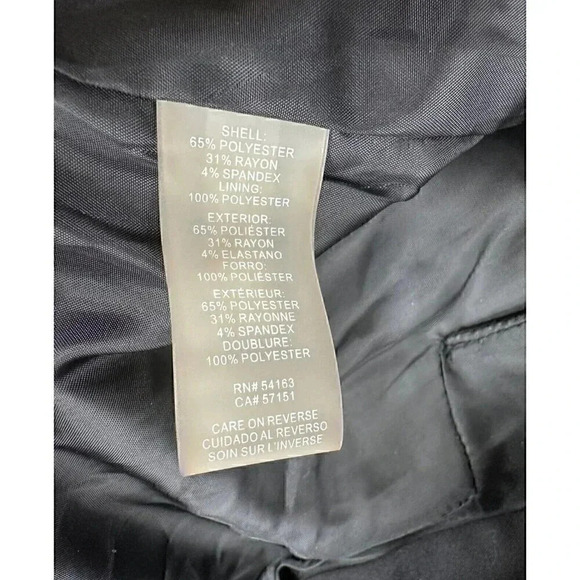 SHELL:
65% POLYESTER
31% RAYON
4% SPANDEX
LINING:
100% POLYESTER
EXTERIOR:
65% POLIÉSTER
31% RAYON
4% ELASTANO
FORRO:
100% POLIÉSTER
EXTÉRIEUR:
65% POLYESTER
31% RAYONNE
4% SPANDEX
DOUBLURE:
100% POLYESTER
RN# 54163
CA# 57151
CARE ON REVERSE
CUIDADO AL REVERSO
SOIN SUR L'INVERSE